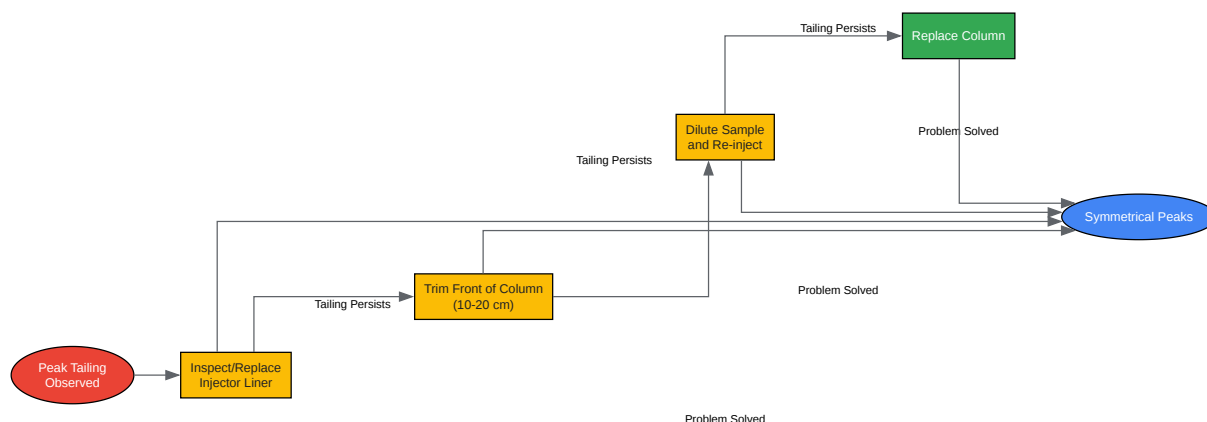 Tailing Persists
Replace Column
Dilute Sample
and Re-inject
Problem Solved
Tailing Persists
Symmetrical Peaks
Trim Front of Column
(10-20 cm)
Tailing Persists
Problem Solved
Peak Tailing
Observed
Inspect/Replace
Injector Liner
Problem Solved